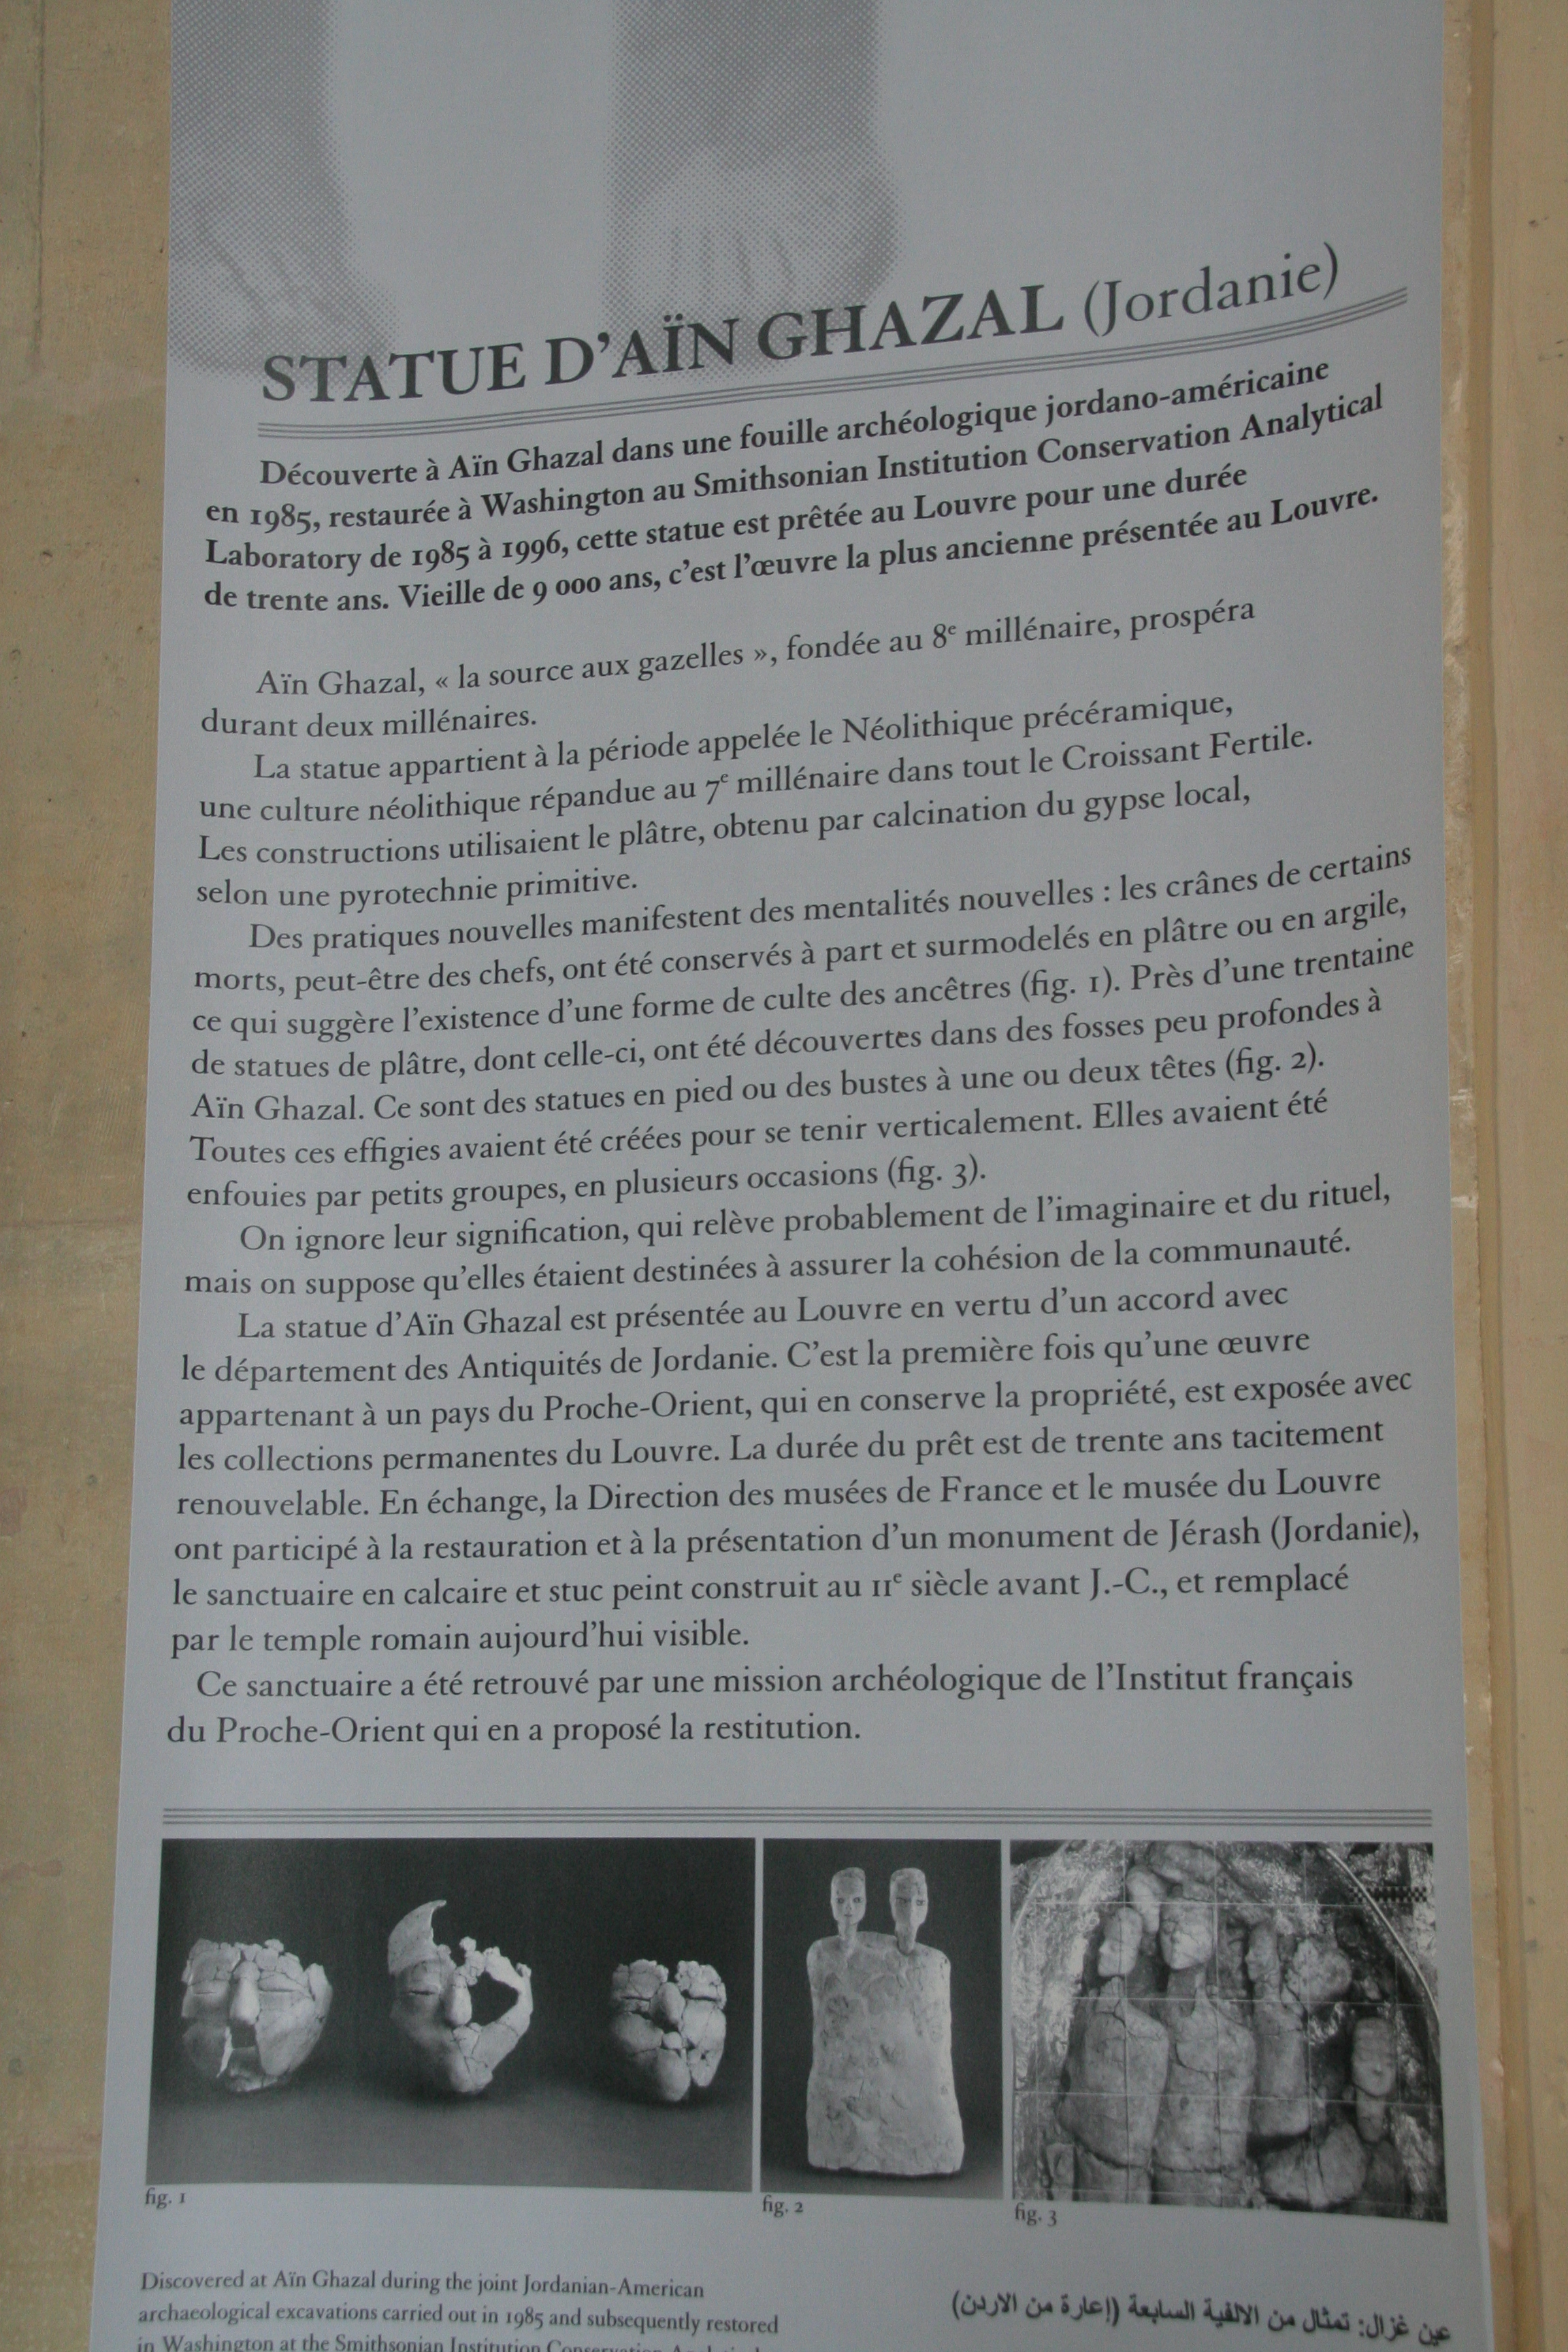 STATUE D'AÏN GHAZAL (Jordanie)
Découverte à Aïn Ghazal dans une fouille archéologique jordano-américaine
en 1985, restaurée à Washington au Smithsonian Institution Conservation Analytical
Laboratory de 1985 à 1996, cette statue est prêtée au Louvre pour une durée
de trente ans. Vieille de 9 000 ans, c'est l'œuvre la plus ancienne présentée au Louvre.
Aïn Ghazal, « la source aux gazelles », fondée au 8e millénaire, prospéra
durant deux millénaires.
La statue appartient à la période appelée le Néolithique précéramique,
une culture néolithique répandue au 7e millénaire dans tout le Croissant Fertile.
Les constructions utilisaient le plâtre, obtenu par calcination du gypse local,
selon une pyrotechnie primitive.
Des pratiques nouvelles manifestent des mentalités nouvelles : les crânes de certains
morts, peut-être des chefs, ont été conservés à part et surmodelés en plâtre ou en argile,
ce qui suggère l'existence d'une forme de culte des ancêtres (fig. 1). Près d'une trentaine
de statues de plâtre, dont celle-ci, ont été découvertes dans des fosses peu profondes à
Aïn Ghazal. Ce sont des statues en pied ou des bustes à une ou deux têtes (fig. 2).
Toutes ces effigies avaient été créées pour se tenir verticalement. Elles avaient été
enfouies par petits groupes, en plusieurs occasions (fig. 3).
On ignore leur signification, qui relève probablement de l'imaginaire et du rituel,
mais on suppose qu'elles étaient destinées à assurer la cohésion de la communauté.
La statue d'Aïn Ghazal est présentée au Louvre en vertu d'un accord avec
le département des Antiquités de Jordanie. C'est la première fois qu'une œuvre
appartenant à un pays du Proche-Orient, qui en conserve la propriété, est exposée avec
les collections permanentes du Louvre. La durée du prêt est de trente ans tacitement
renouvelable. En échange, la Direction des musées de France et le musée du Louvre
ont participé à la restauration et à la présentation d'un monument de Jérash (Jordanie),
le sanctuaire en calcaire et stuc peint construit au IIe siècle avant J.-C., et remplacé
par le temple romain aujourd'hui visible.
Ce sanctuaire a été retrouvé par une mission archéologique de l'Institut français
du Proche-Orient qui en a proposé la restitution.
fig. 1
fig. 2
fig. 3
Discovered at Aïn Ghazal during the joint Jordanian-American
archaeological excavations carried out in 1985 and subsequently restored
in Washington at the Smithsonian Institution
عين غزال: تمثال من الالفية السابعة (إعارة من الاردن)